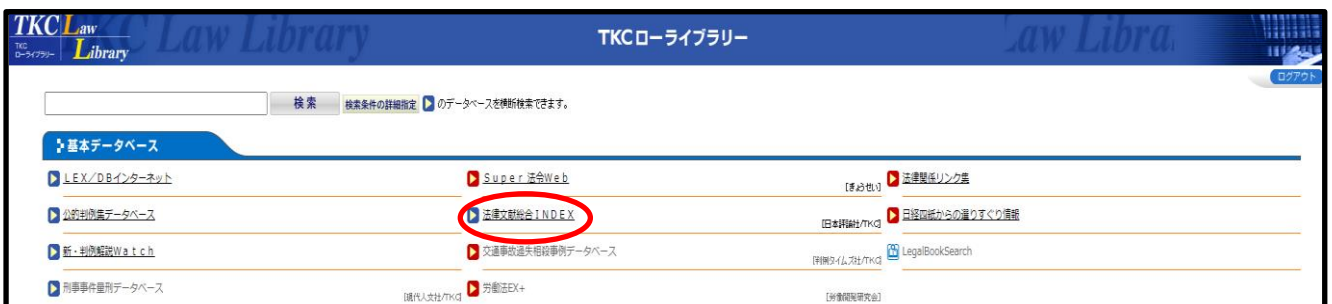 TKC Law Library
TKC ローライブラリー
TKCローライブラリー
ログアウト
検索 検索条件の詳細指定 のデータベースを横断検索できます。
基本データベース
LEX/DBインターネット
Super法令Web [ぎょうせい]
法律関係リンク集
公的判例集データベース
法律文献総合INDEX [日本評論社/TKC]
日経四紙からの選りすぐり情報
新・判例解説Watch
交通事故過失相殺事例データベース [判例タイムズ社/TKC]
LegalBookSearch
刑事事件量刑データベース [現代人文社/TKC]
労働法EX+ [労働開発研究会]